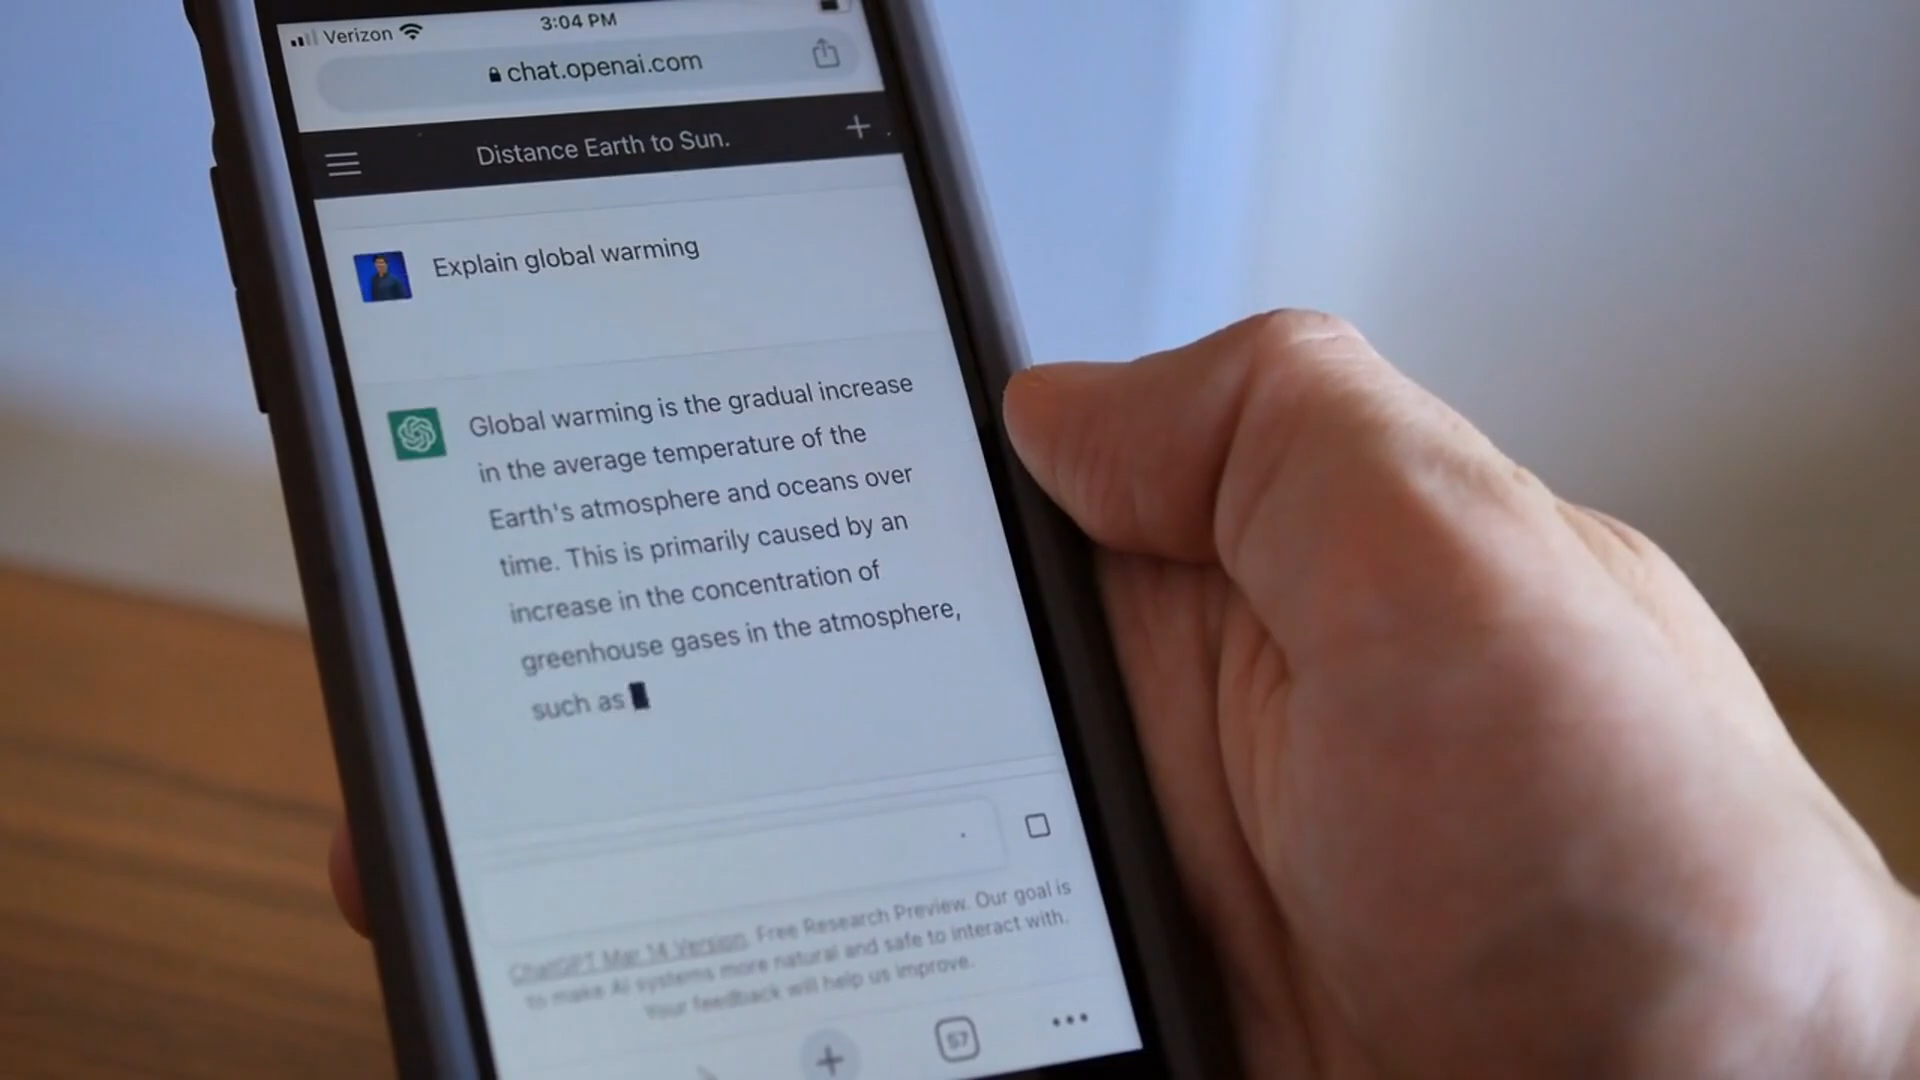 Verizon 3:04 PM
chat.openai.com
Distance Earth to Sun.
Explain global warming
Global warming is the gradual increase
in the average temperature of the
Earth's atmosphere and oceans over
time. This is primarily caused by an
increase in the concentration of
greenhouse gases in the atmosphere,
such as
ChatGPT Mar 14 Version. Free Research Preview. Our goal is
to make AI systems more natural and safe to interact with.
Your feedback will help us improve.
57